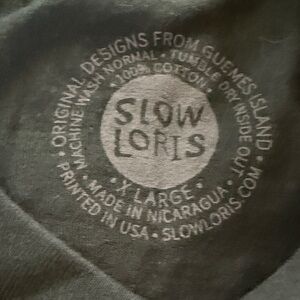 • ORIGINAL DESIGNS FROM GUEMES ISLAND •
• MACHINE WASH NORMAL • TUMBLE DRY INSIDE OUT •
• 100% COTTON •
SLOW
LORIS
• X LARGE •
• MADE IN NICARAGUA •
PRINTED IN USA • SLOWLORIS.COM